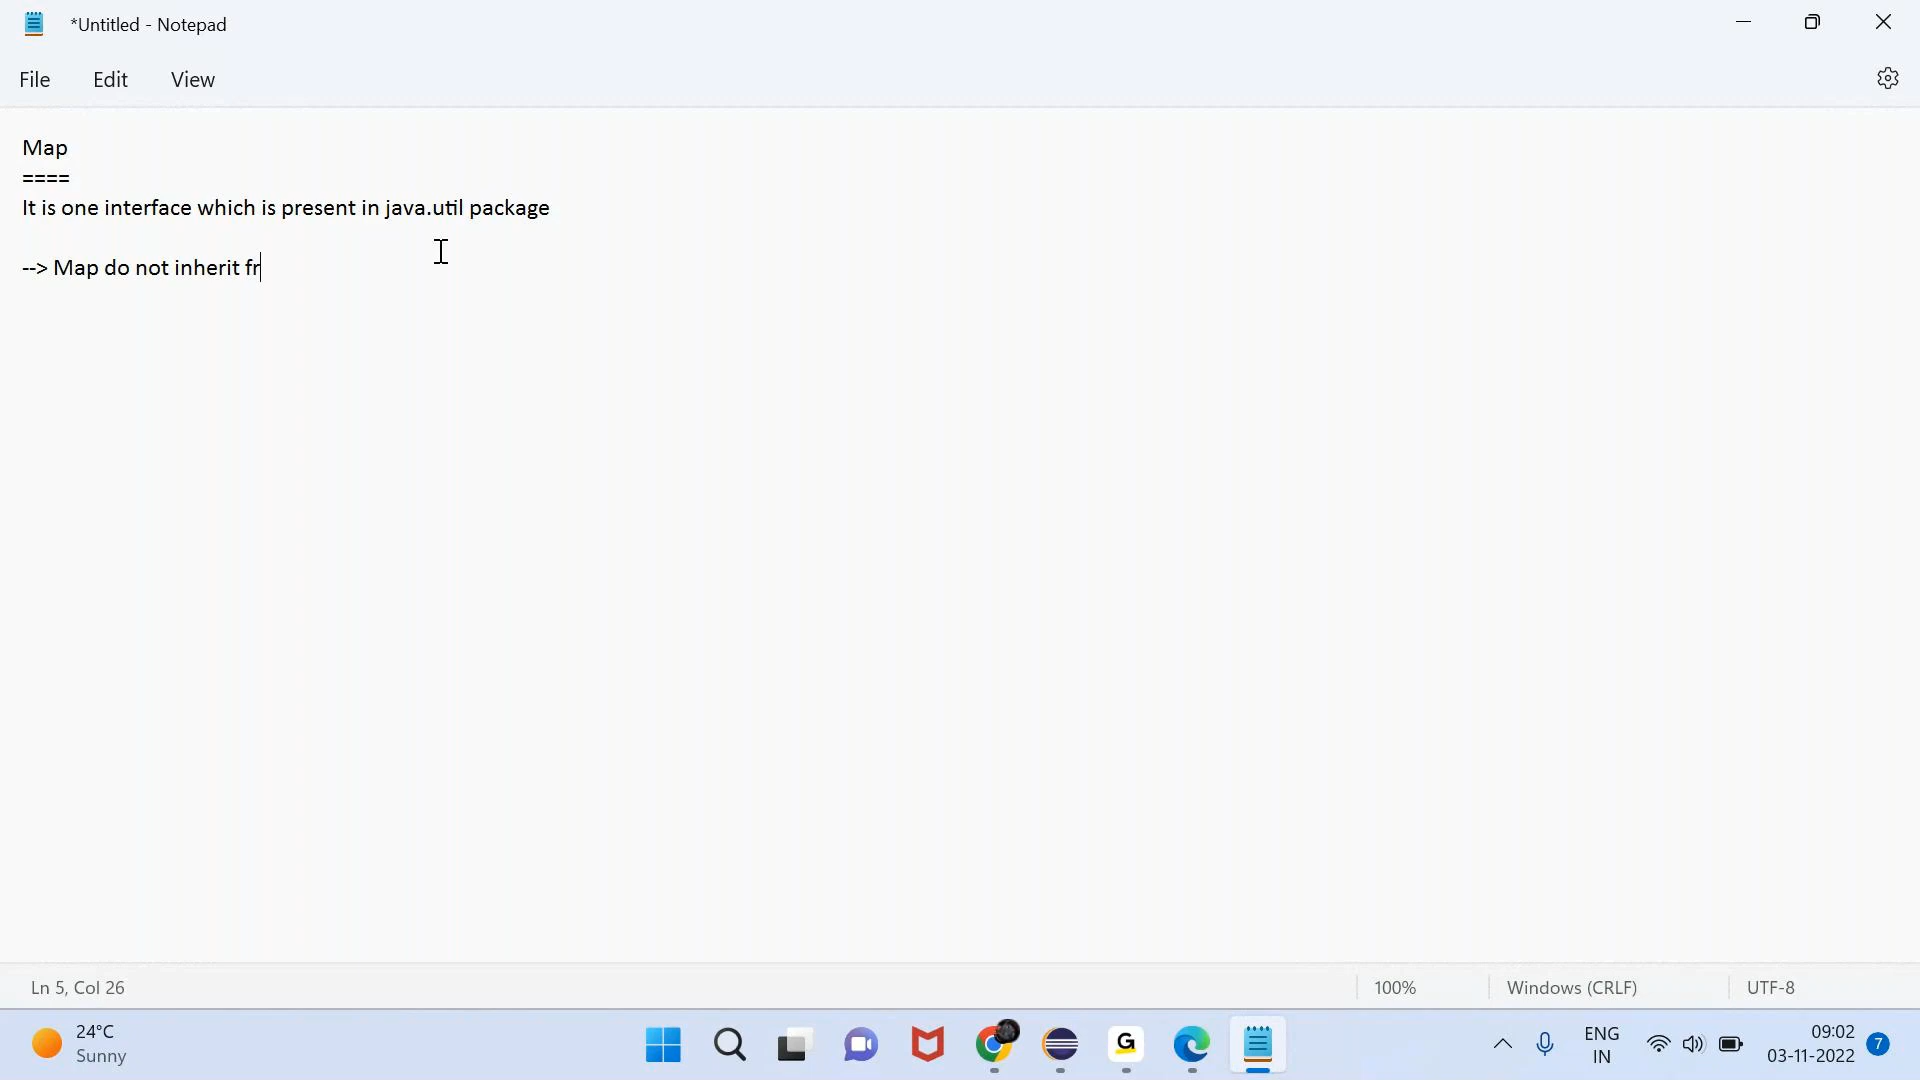 *Untitled - Notepad
File Edit View
Map
====
It is one interface which is present in java.util package
--> Map do not inherit fr
Ln 5, Col 26 100% Windows (CRLF) UTF-8
24°C
Sunny
G
ENG
IN
09:02
03-11-2022
7